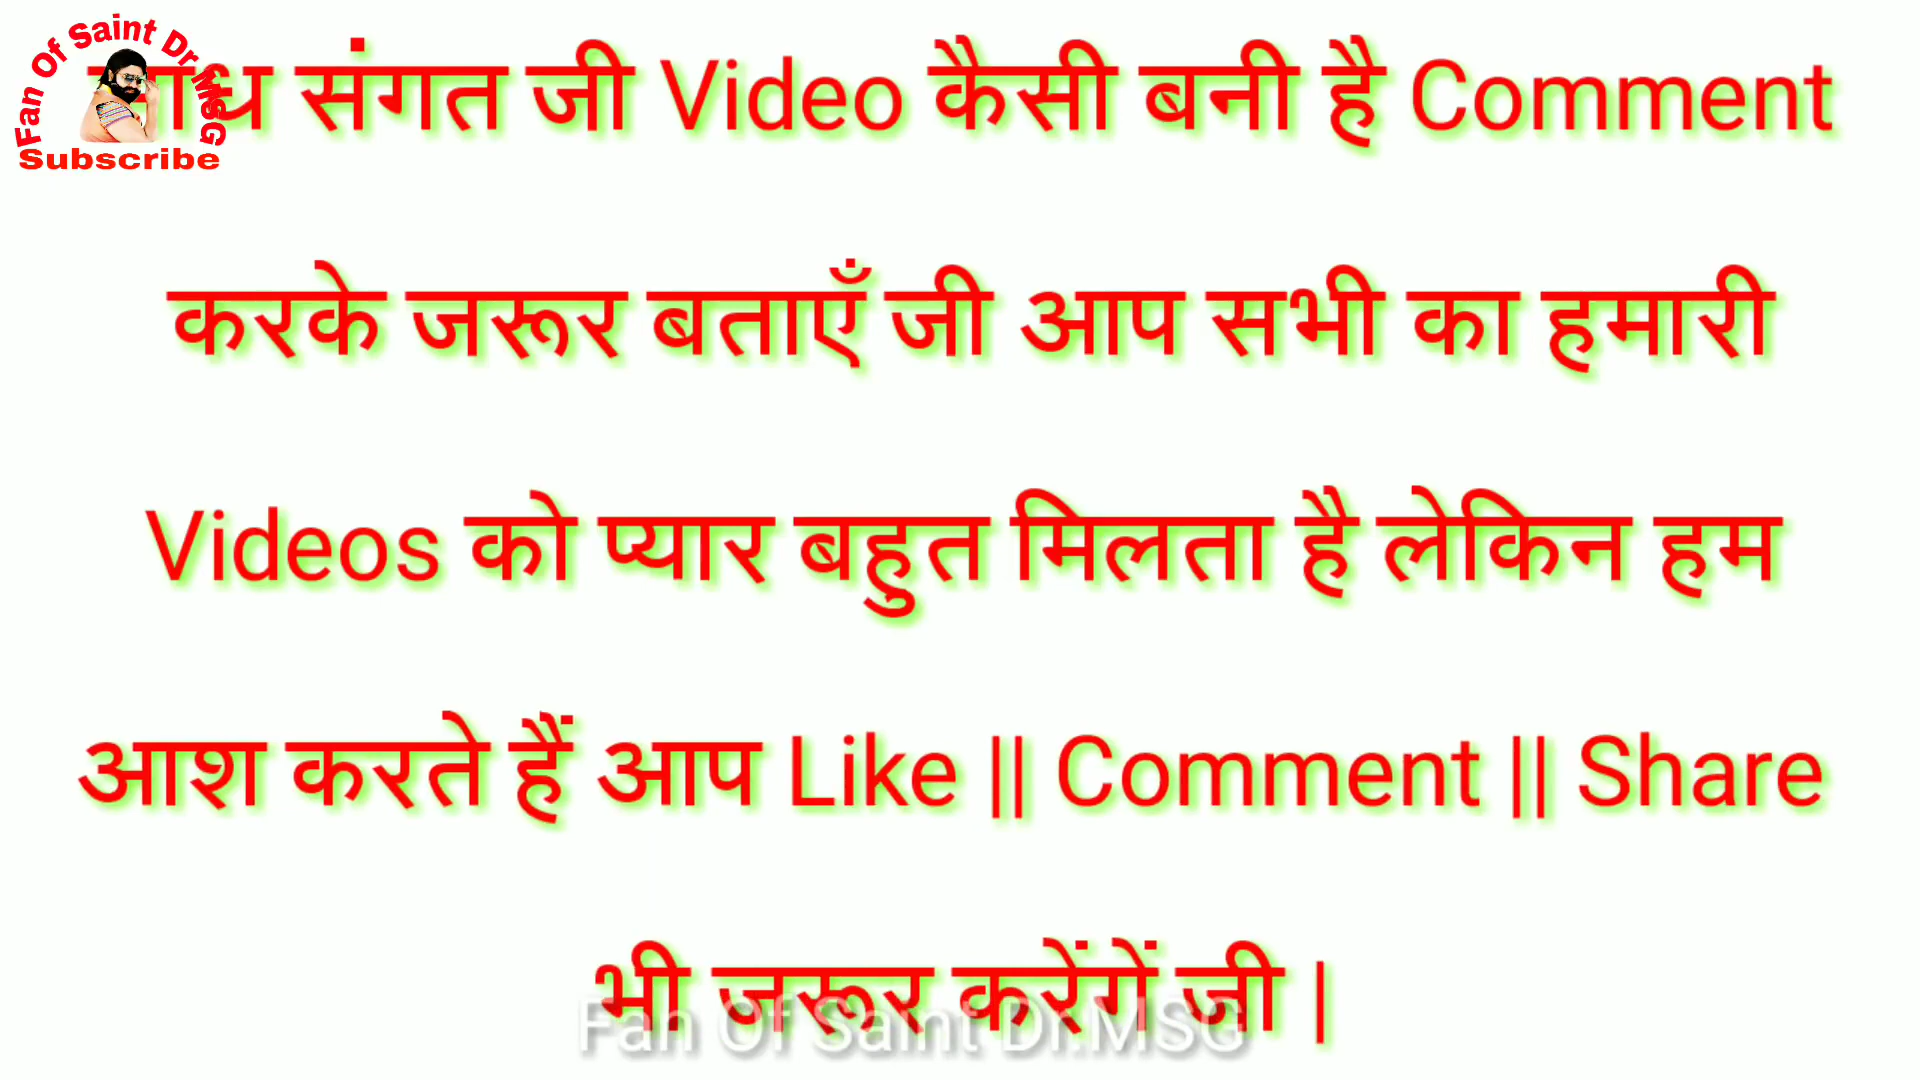 Fan Of Saint Dr MSG
Subscribe
साध संगत जी Video कैसी बनी है Comment
करके जरूर बताएँ जी आप सभी का हमारी
Videos को प्यार बहुत मिलता है लेकिन हम
आश करते हैं आप Like || Comment || Share
भी जरूर करेंगें जी |
Fan Of Saint Dr.MSG